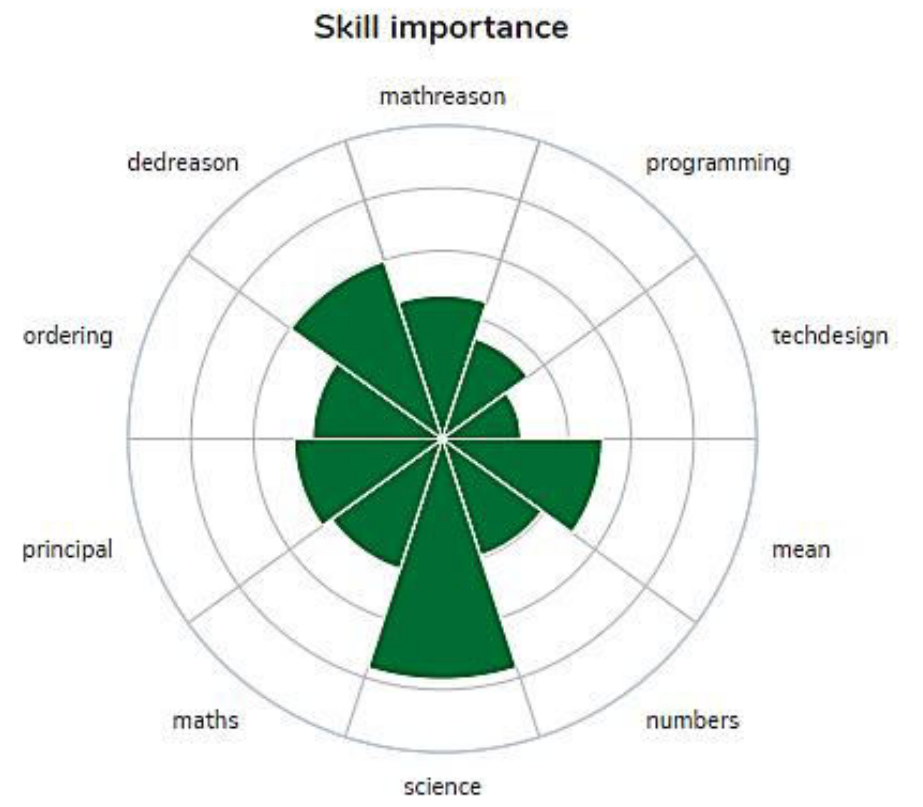 Skill importance
mathreason
dedreason
programming
ordering
techdesign
principal
mean
maths
numbers
science